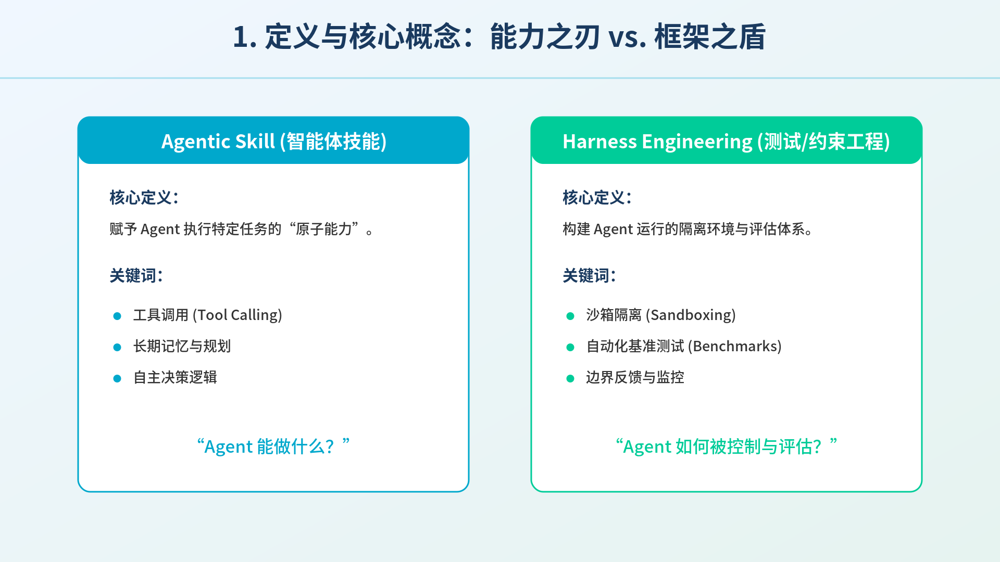 1. 定义与核心概念：能力之刃 vs. 框架之盾
Agentic Skill (智能体技能)
核心定义：
赋予 Agent 执行特定任务的“原子能力”。
关键词：
工具调用 (Tool Calling)
长期记忆与规划
自主决策逻辑
“Agent 能做什么？”
Harness Engineering (测试/约束工程)
核心定义：
构建 Agent 运行的隔离环境与评估体系。
关键词：
沙箱隔离 (Sandboxing)
自动化基准测试 (Benchmarks)
边界反馈与监控
“Agent 如何被控制与评估？”